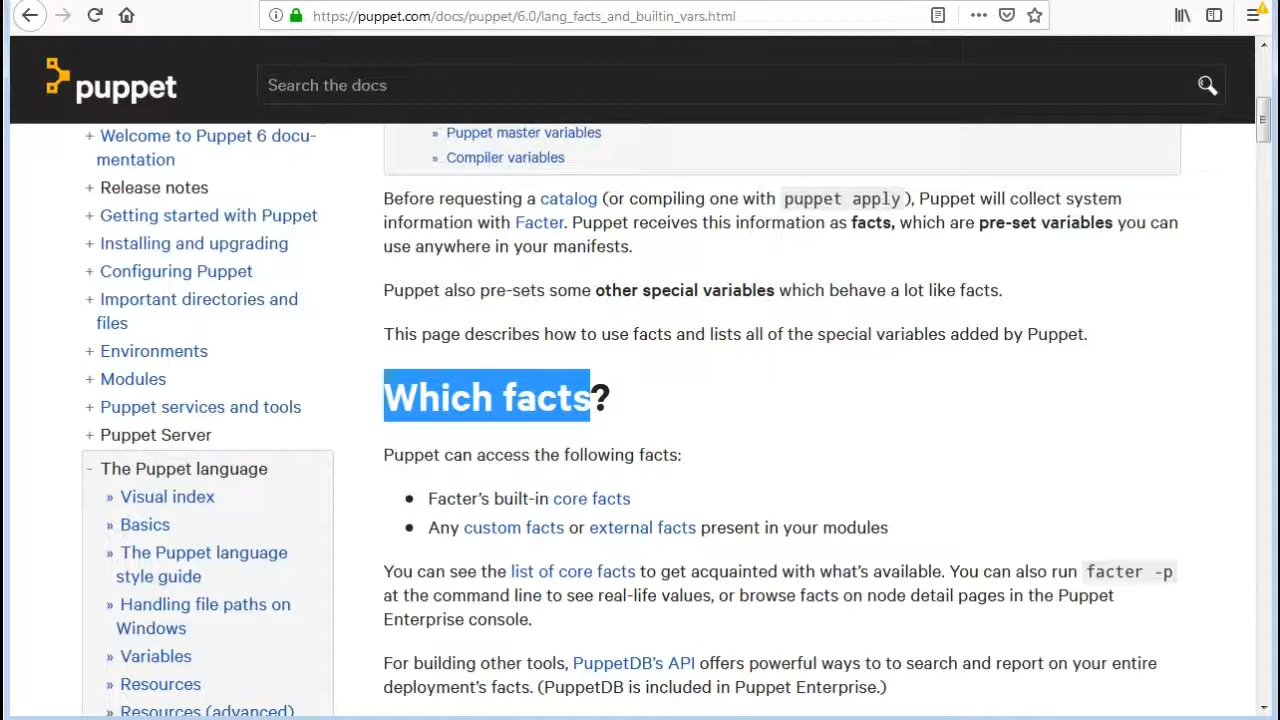 https://puppet.com/docs/puppet/6.0/lang_facts_and_builtin_vars.html
puppet
Search the docs
+ Welcome to Puppet 6 docu-
mentation
+ Release notes
+ Getting started with Puppet
+ Installing and upgrading
+ Configuring Puppet
+ Important directories and
files
+ Environments
+ Modules
+ Puppet services and tools
+ Puppet Server
- The Puppet language
» Visual index
» Basics
» The Puppet language
style guide
» Handling file paths on
Windows
» Variables
» Resources
» Resources (advanced)
» Puppet master variables
» Compiler variables
Before requesting a catalog (or compiling one with puppet apply), Puppet will collect system
information with Facter. Puppet receives this information as facts, which are pre-set variables you can
use anywhere in your manifests.
Puppet also pre-sets some other special variables which behave a lot like facts.
This page describes how to use facts and lists all of the special variables added by Puppet.
Which facts?
Puppet can access the following facts:
• Facter’s built-in core facts
• Any custom facts or external facts present in your modules
You can see the list of core facts to get acquainted with what’s available. You can also run facter -p
at the command line to see real-life values, or browse facts on node detail pages in the Puppet
Enterprise console.
For building other tools, PuppetDB’s API offers powerful ways to to search and report on your entire
deployment’s facts. (PuppetDB is included in Puppet Enterprise.)